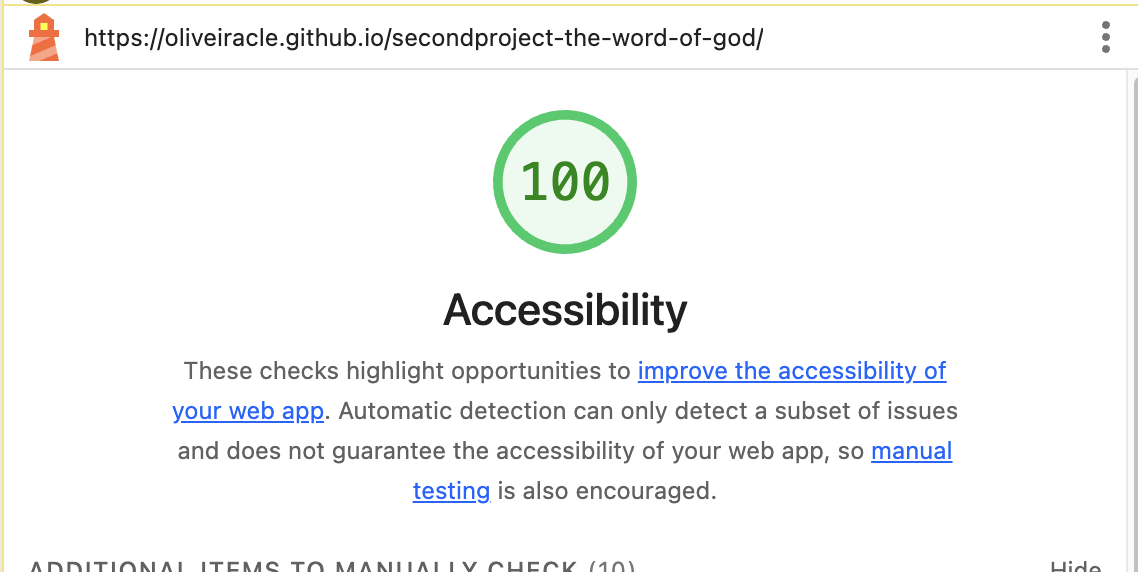 https://oliveiracle.github.io/secondproject-the-word-of-god/
100
Accessibility
These checks highlight opportunities to improve the accessibility of
your web app. Automatic detection can only detect a subset of issues
and does not guarantee the accessibility of your web app, so manual
testing is also encouraged.
ADDITIONAL ITEMS TO MANUALLY CHECK (10)
Hide